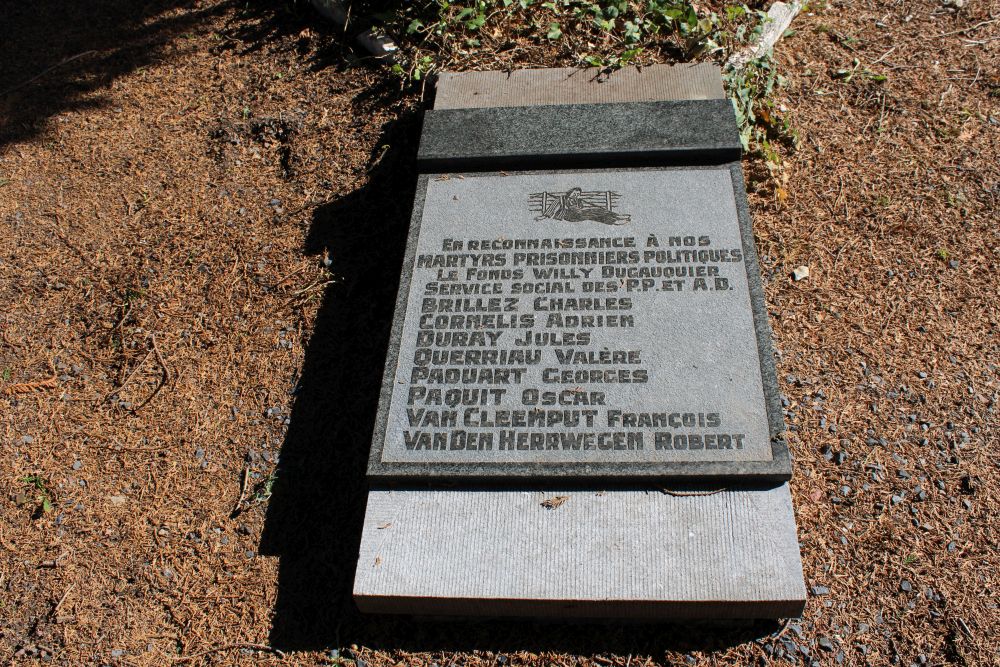 EN RECONNAISSANCE À NOS
MARTYRS PRISONNIERS POLITIQUES
LE FONDS WILLY DUCAUQUIER
SERVICE SOCIAL DES P.P. ET A.D.
BRILLEZ CHARLES
CORNELIS ADRIEN
DURAY JULES
QUERRIAU VALÈRE
PAQUART GEORGES
PAQUIT OSCAR
VAN CLEEMPUT FRANÇOIS
VAN DEN HERRWEGEN ROBERT